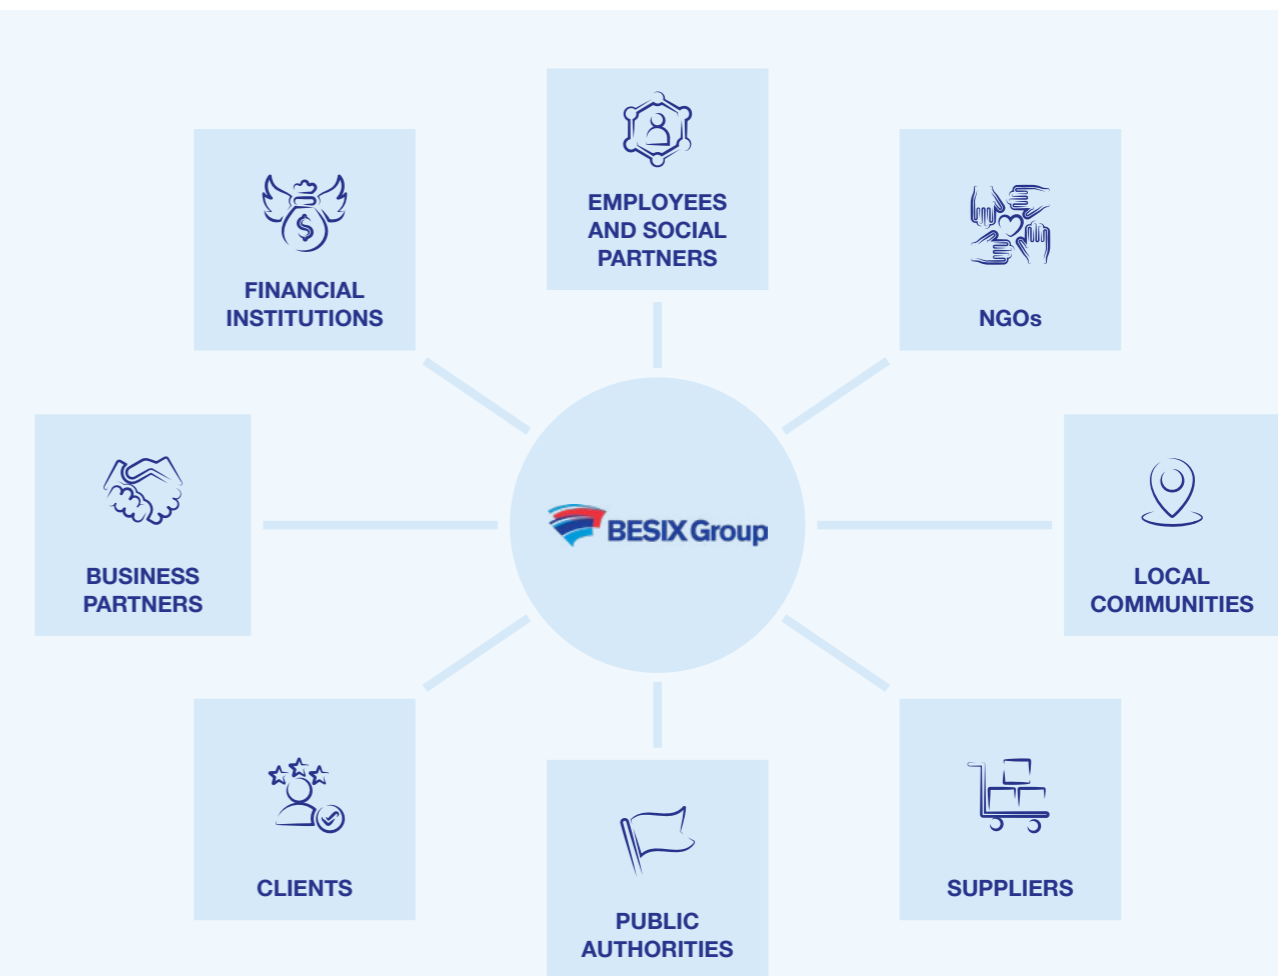 EMPLOYEES
AND SOCIAL
PARTNERS
FINANCIAL
INSTITUTIONS
NGOs
$
BESIX Group
BUSINESS
PARTNERS
LOCAL
COMMUNITIES
CLIENTS
SUPPLIERS
PUBLIC
AUTHORITIES